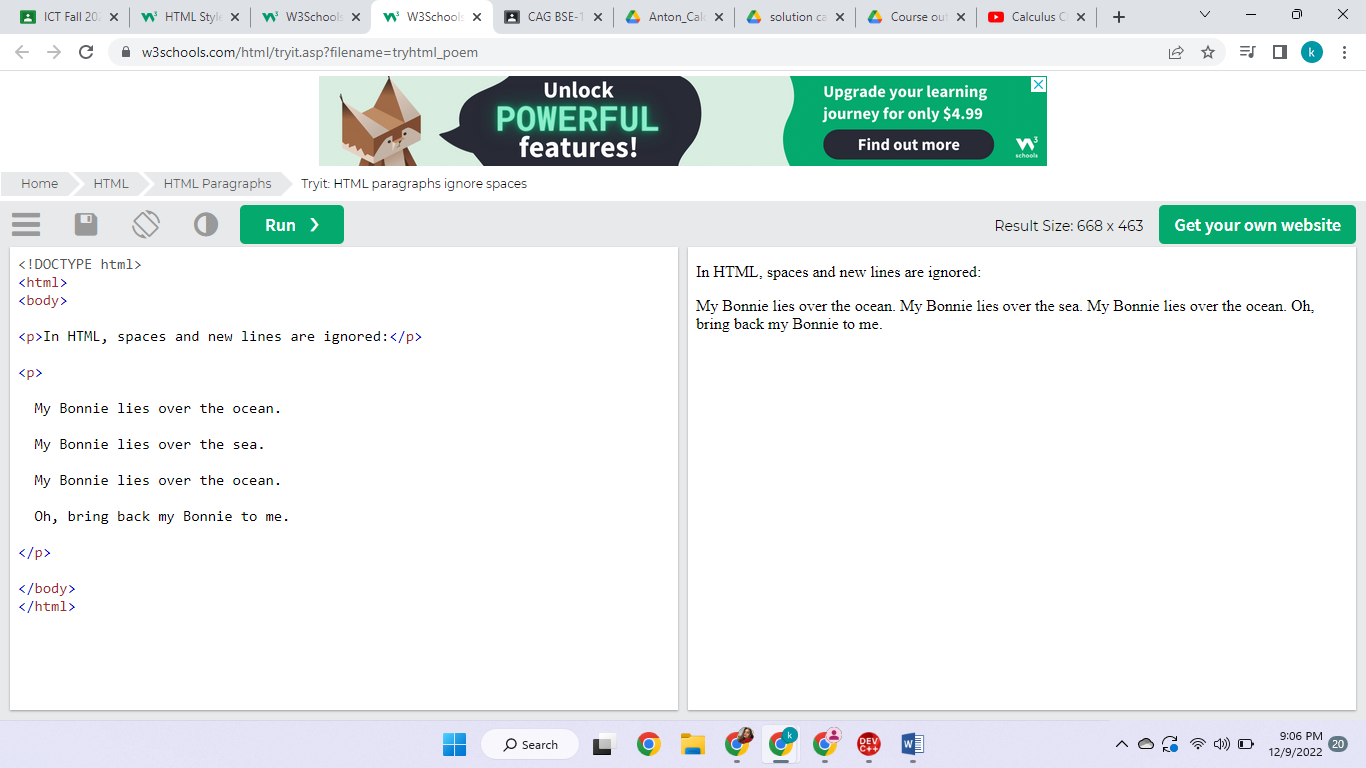 ICT Fall 20
HTML Style
W3Schools
W3Schools
CAG BSE-1
Anton_Calc
solution ca
Course out
Calculus C
w3schools.com/html/tryit.asp?filename=tryhtml_poem
k
Unlock
POWERFUL
features!
Upgrade your learning
journey for only $4.99
Find out more
W3
schools
Home
HTML
HTML Paragraphs
Tryit: HTML paragraphs ignore spaces
Run ❯
Result Size: 668 x 463
Get your own website
<!DOCTYPE html>
<html>
<body>
<p>In HTML, spaces and new lines are ignored:</p>
<p>
My Bonnie lies over the ocean.
My Bonnie lies over the sea.
My Bonnie lies over the ocean.
Oh, bring back my Bonnie to me.
</p>
</body>
</html>
In HTML, spaces and new lines are ignored:
My Bonnie lies over the ocean. My Bonnie lies over the sea. My Bonnie lies over the ocean. Oh,
bring back my Bonnie to me.
Search
k
DEV
C++
W
9:06 PM
12/9/2022
20